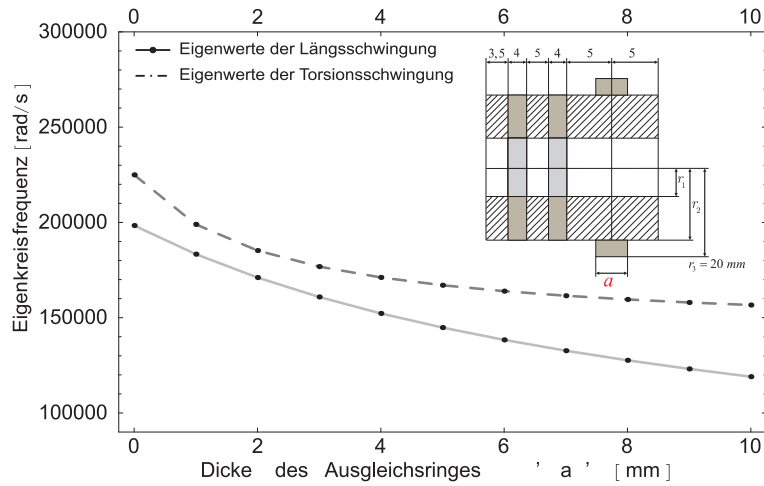 0 2 4 6 8 10
300000
250000
200000
150000
100000
Eigenkreisfrequenz [ rad/ s ]
Eigenwerte der Längsschwingung
Eigenwerte der Torsionsschwingung
3,5 4 5 4 5 5
r1
r2
r3 = 20 mm
a
0 2 4 6 8 10
Dicke des Ausgleichsringes ' a ' [ mm ]